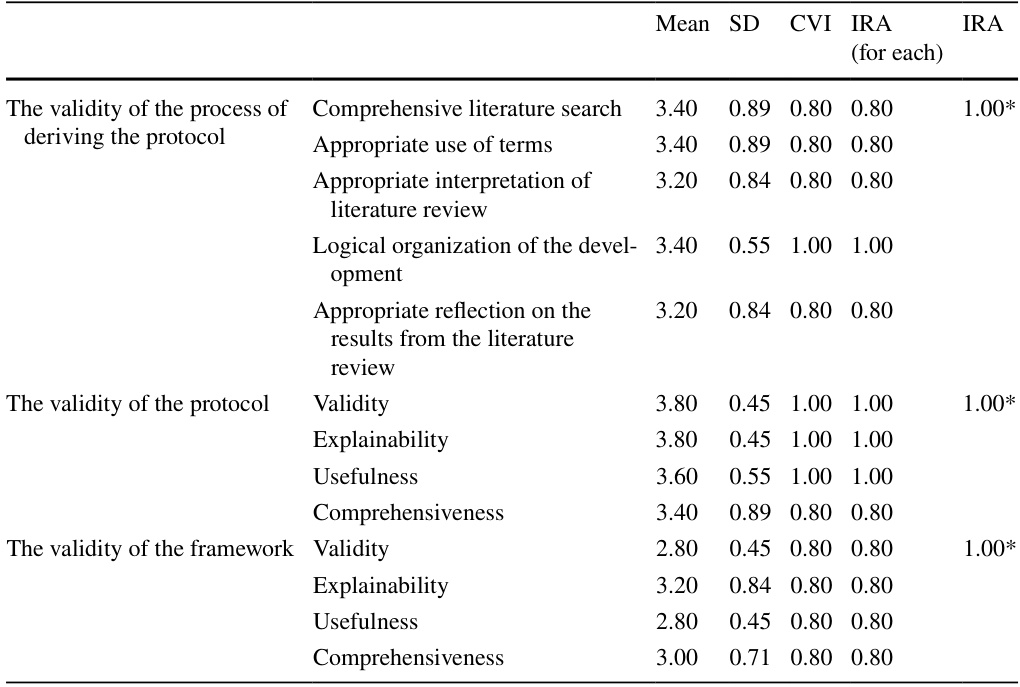 Mean SD CVI IRA IRA
(for each)
The validity of the process of Comprehensive literature search 3.40 0.89 0.80 0.80 1.00*
deriving the protocol
Appropriate use of terms 3.40 0.89 0.80 0.80
Appropriate interpretation of 3.20 0.84 0.80 0.80
literature review
Logical organization of the devel- 3.40 0.55 1.00 1.00
opment
Appropriate reflection on the 3.20 0.84 0.80 0.80
results from the literature
review
The validity of the protocol Validity 3.80 0.45 1.00 1.00 1.00*
Explainability 3.80 0.45 1.00 1.00
Usefulness 3.60 0.55 1.00 1.00
Comprehensiveness 3.40 0.89 0.80 0.80
The validity of the framework Validity 2.80 0.45 0.80 0.80 1.00*
Explainability 3.20 0.84 0.80 0.80
Usefulness 2.80 0.45 0.80 0.80
Comprehensiveness 3.00 0.71 0.80 0.80